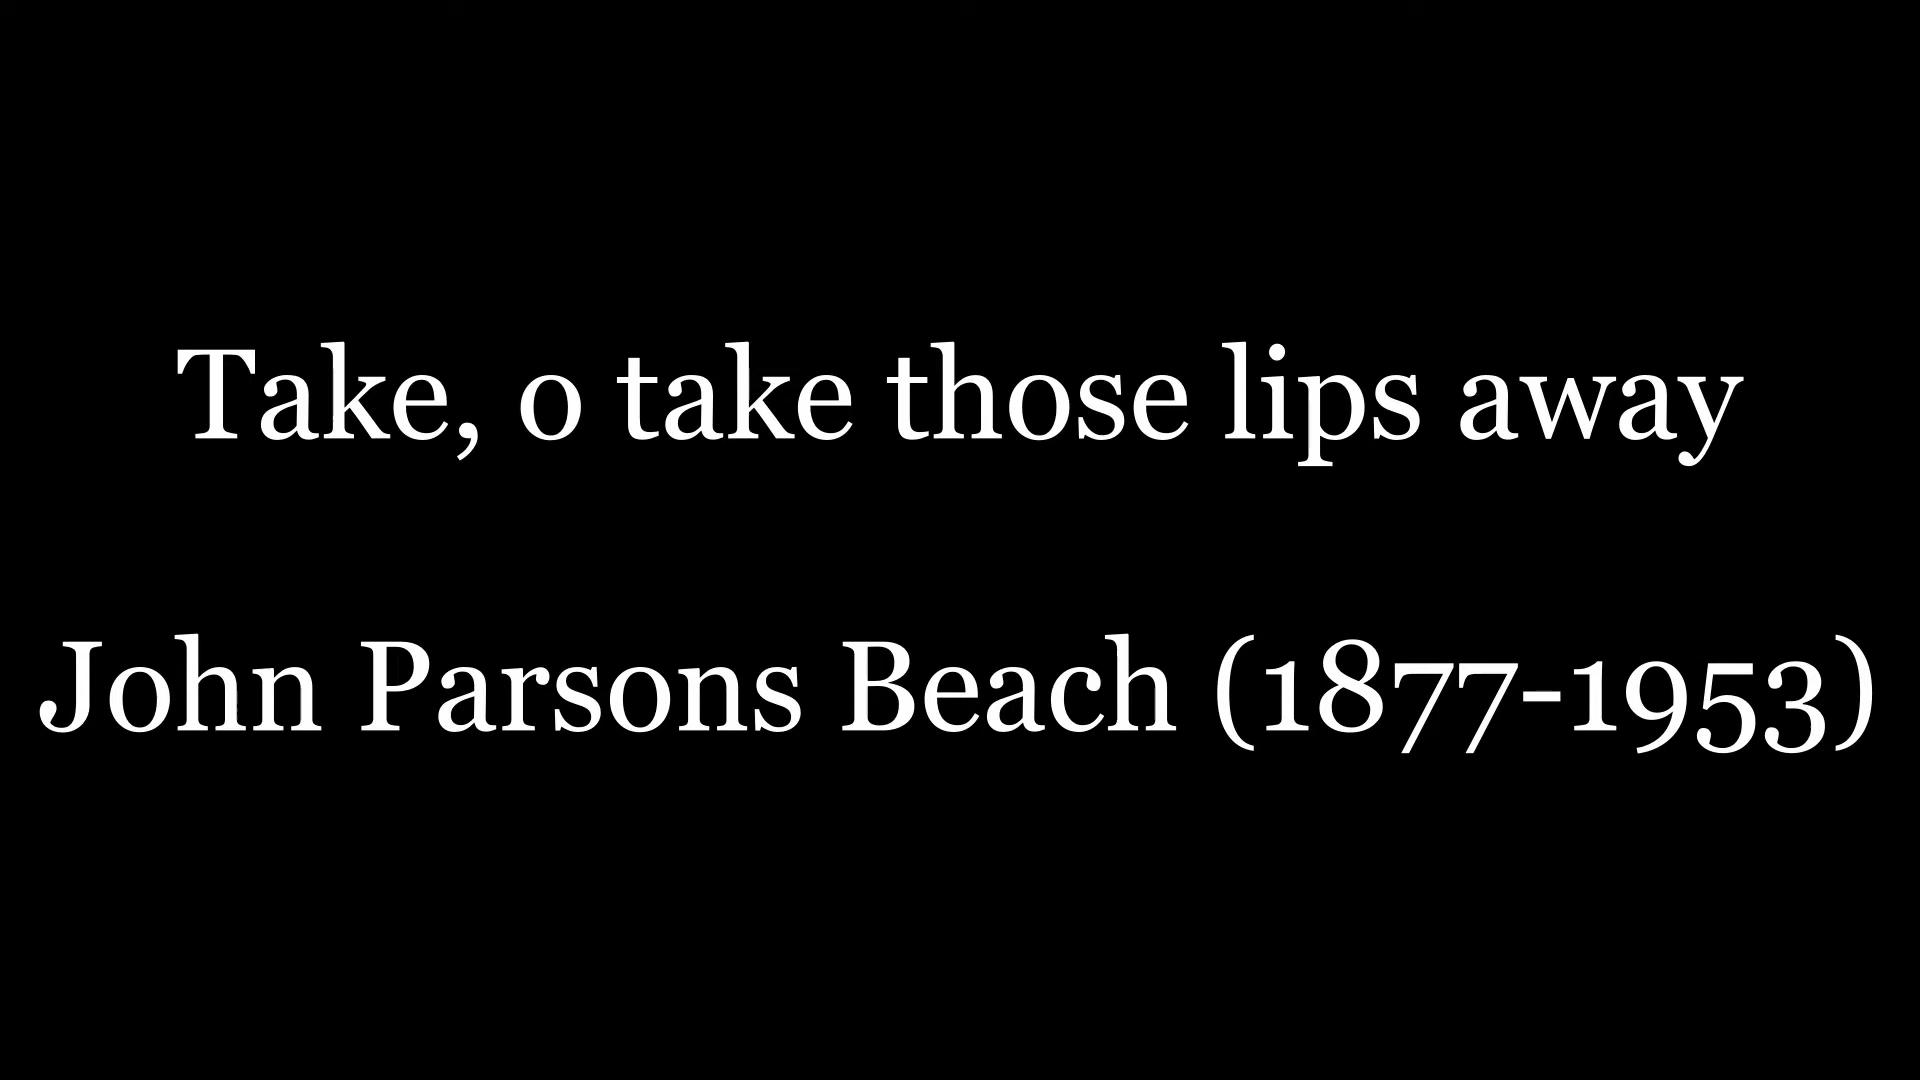 Take, o take those lips away
John Parsons Beach (1877-1953)